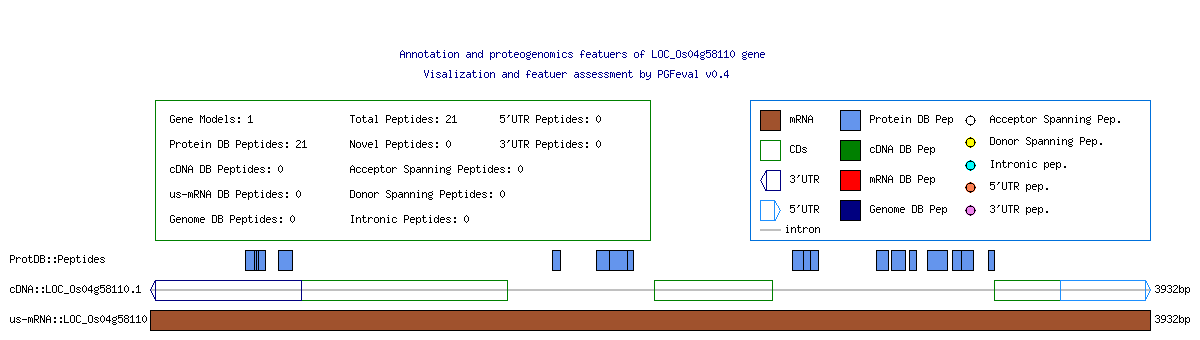 Annotation and proteogenomics featuers of LOC_Os04g58110 gene
Visalization and featuer assessment by PGFeval v0.4
Gene Models: 1
Total Peptides: 21
5'UTR Peptides: 0
Protein DB Peptides: 21
Novel Peptides: 0
3'UTR Peptides: 0
cDNA DB Peptides: 0
Acceptor Spanning Peptides: 0
us-mRNA DB Peptides: 0
Donor Spanning Peptides: 0
Genome DB Peptides: 0
Intronic Peptides: 0
mRNA
Protein DB Pep
Acceptor Spanning Pep.
CDs
cDNA DB Pep
Donor Spanning Pep.
3'UTR
mRNA DB Pep
Intronic pep.
5'UTR
Genome DB Pep
5'UTR pep.
3'UTR pep.
intron
ProtDB::Peptides
cDNA::LOC_Os04g58110.1
3932bp
us-mRNA::LOC_Os04g58110
3932bp